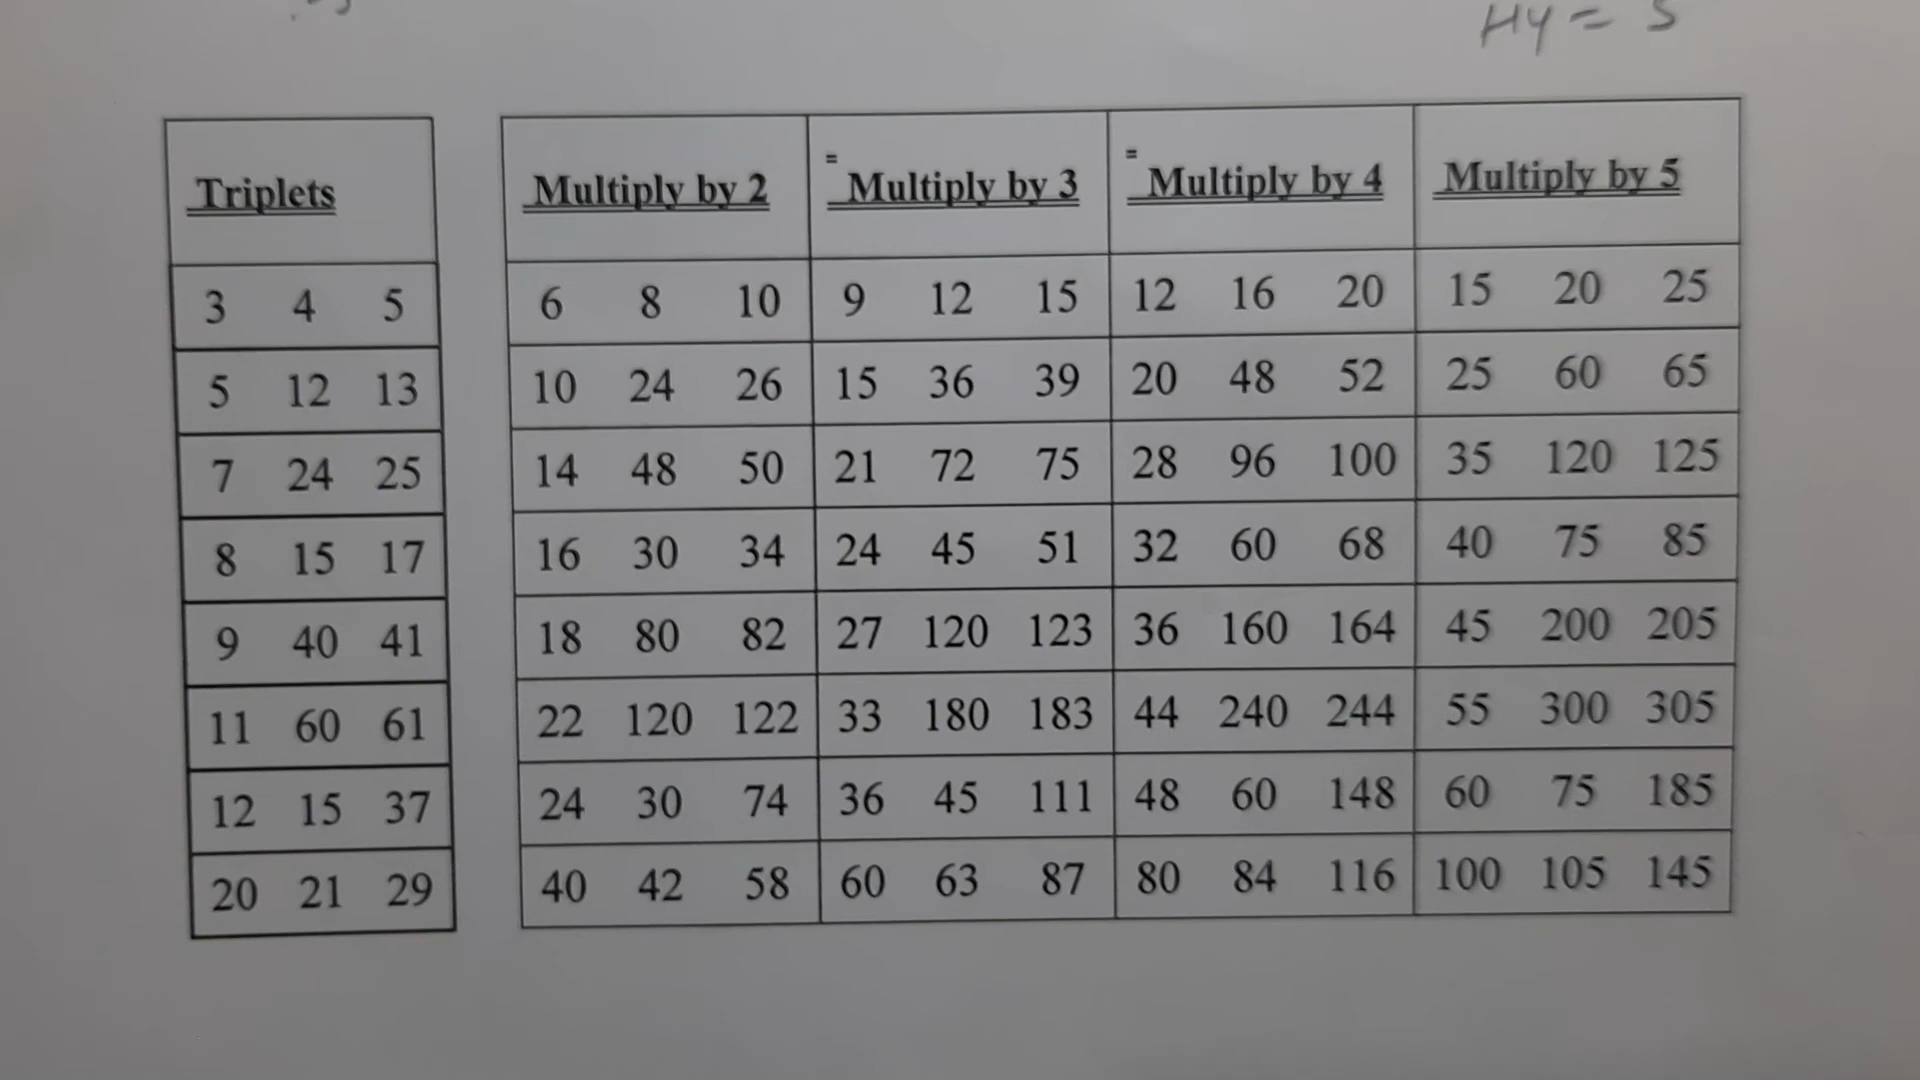 Hy = 5
Triplets
Multiply by 2 = Multiply by 3 = Multiply by 4 Multiply by 5
3 4 5 6 8 10 9 12 15 12 16 20 15 20 25
5 12 13 10 24 26 15 36 39 20 48 52 25 60 65
7 24 25 14 48 50 21 72 75 28 96 100 35 120 125
8 15 17 16 30 34 24 45 51 32 60 68 40 75 85
9 40 41 18 80 82 27 120 123 36 160 164 45 200 205
11 60 61 22 120 122 33 180 183 44 240 244 55 300 305
12 15 37 24 30 74 36 45 111 48 60 148 60 75 185
20 21 29 40 42 58 60 63 87 80 84 116 100 105 145